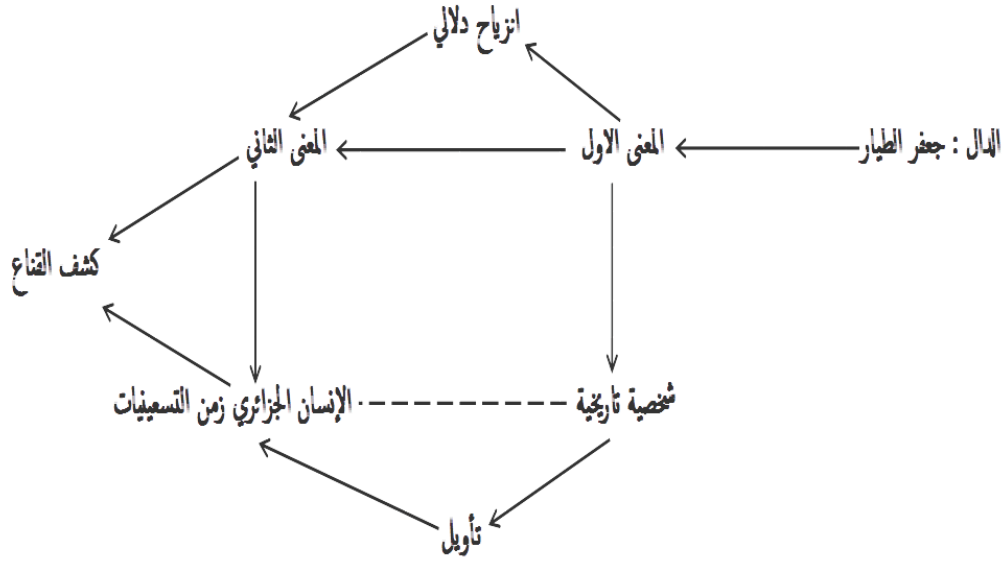 انزياح دلالي
الدال : جعفر الطيار
المعنى الاول
المعنى الثاني
كشف القناع
شخصية تاريخية
الإنسان الجزائري زمن التسعينيات
تأويل